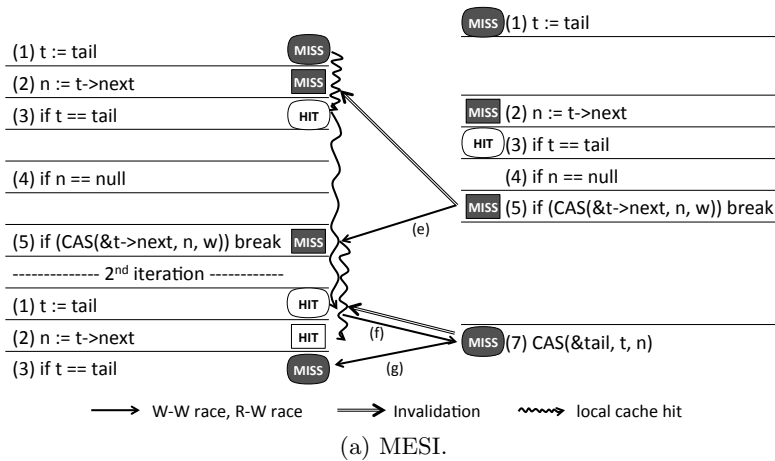 MISS (1) t := tail
(1) t := tail MISS
(2) n := t->next MISS
(3) if t == tail HIT
MISS (2) n := t->next
HIT (3) if t == tail
(4) if n == null
(4) if n == null
MISS (5) if (CAS(&t->next, n, w)) break
(e)
(5) if (CAS(&t->next, n, w)) break MISS
-------------- 2nd iteration ------------
(1) t := tail HIT
(2) n := t->next HIT
(f)
MISS (7) CAS(&tail, t, n)
(3) if t == tail MISS
(g)
W-W race, R-W race Invalidation local cache hit
(a) MESI.